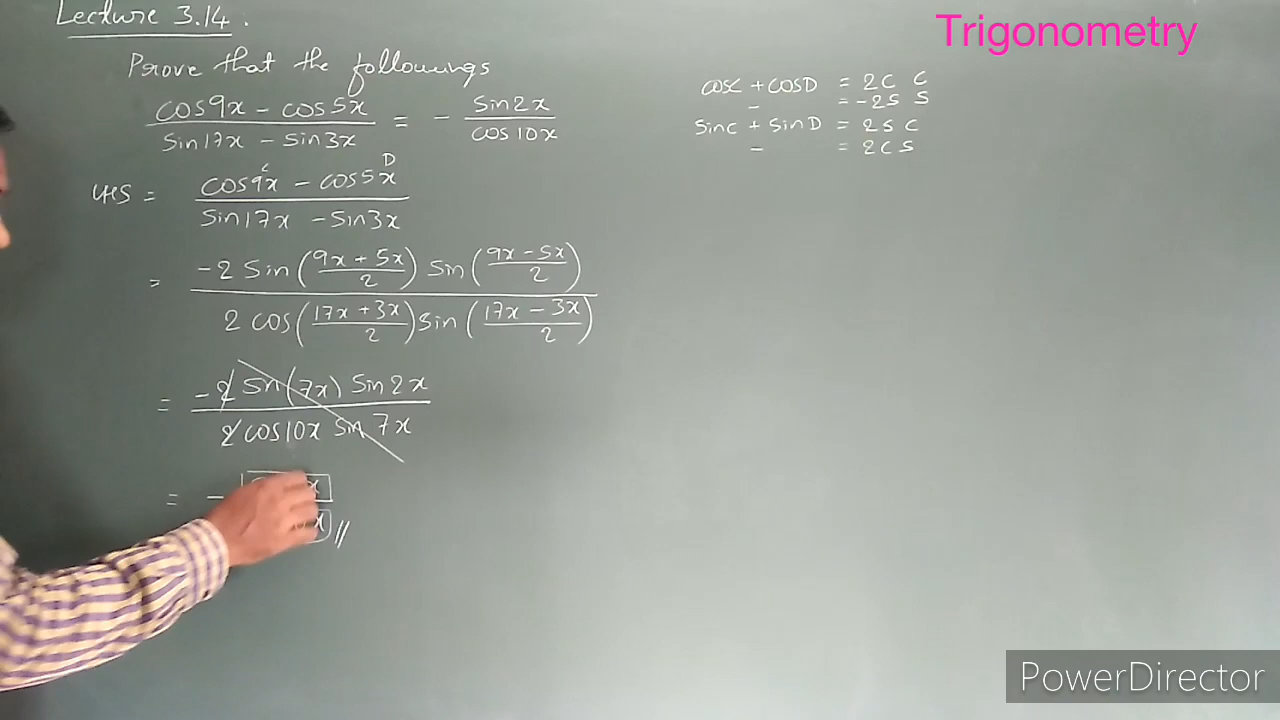 Lecture 3.14.
Trigonometry
Prove that the followings
cos9x - cos5x / sin17x - sin3x = - sin2x / cos10x
cosC + cosD = 2C C
- = -2S S
sinC + sinD = 2S C
- = 2C S
LHS = cos9x - cos5x / sin17x - sin3x
C D
= -2 sin(9x + 5x / 2) sin(9x - 5x / 2) / 2 cos(17x + 3x / 2) sin(17x - 3x / 2)
= -2 sin(7x) sin2x / 2 cos10x sin7x
= - x / x //
PowerDirector